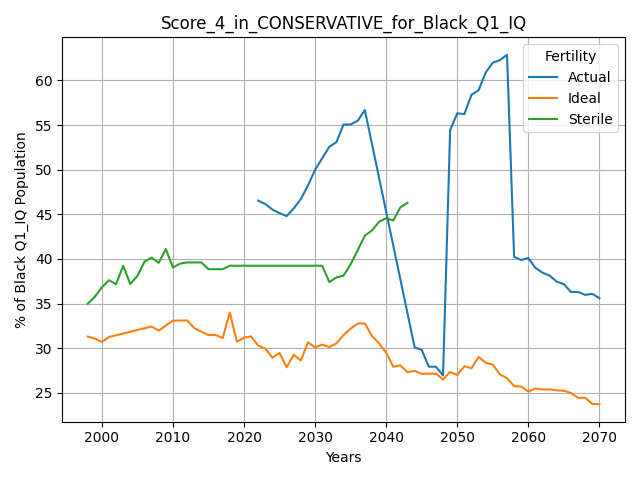 Score_4_in_CONSERVATIVE_for_Black_Q1_IQ
Fertility
Actual
Ideal
Sterile
% of Black Q1_IQ Population
60
55
50
45
40
35
30
25
2000 2010 2020 2030 2040 2050 2060 2070
Years